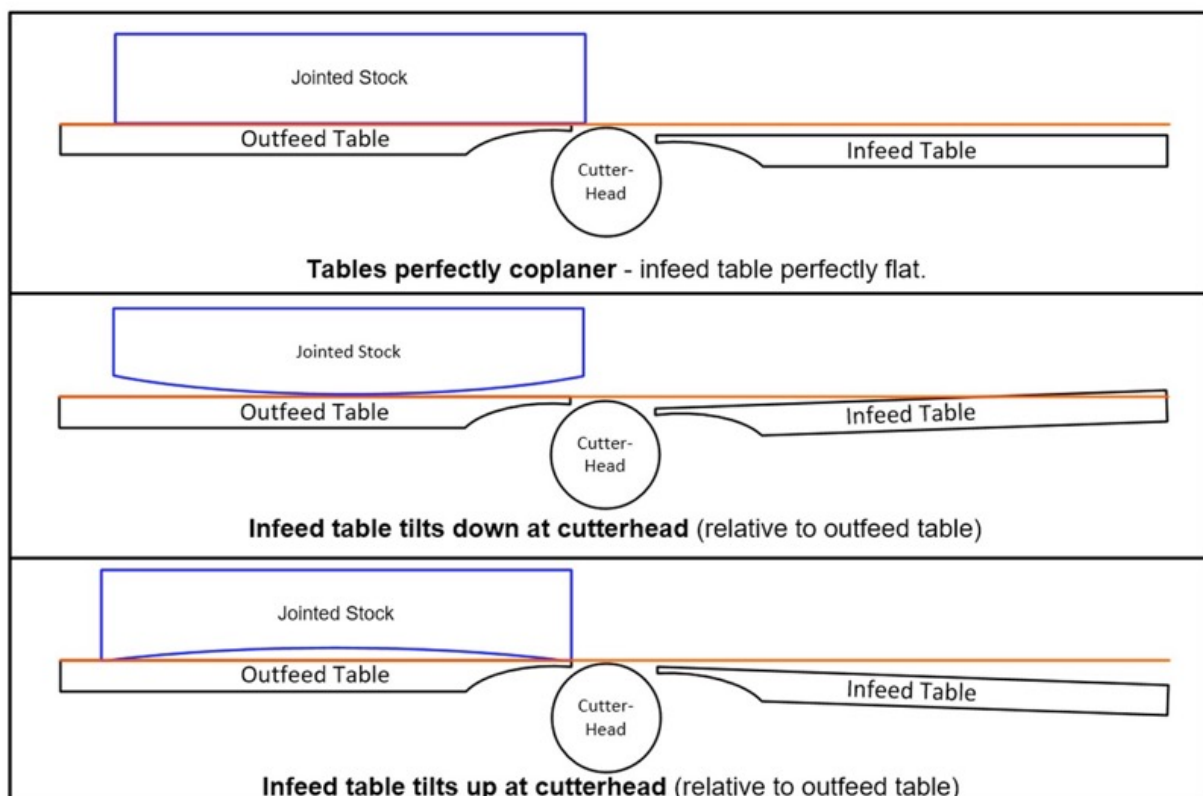 Jointed Stock
Outfeed Table
Cutter-
Head
Infeed Table
Tables perfectly coplaner - infeed table perfectly flat.
Jointed Stock
Outfeed Table
Cutter-
Head
Infeed Table
Infeed table tilts down at cutterhead (relative to outfeed table)
Jointed Stock
Outfeed Table
Cutter-
Head
Infeed Table
Infeed table tilts up at cutterhead (relative to outfeed table)